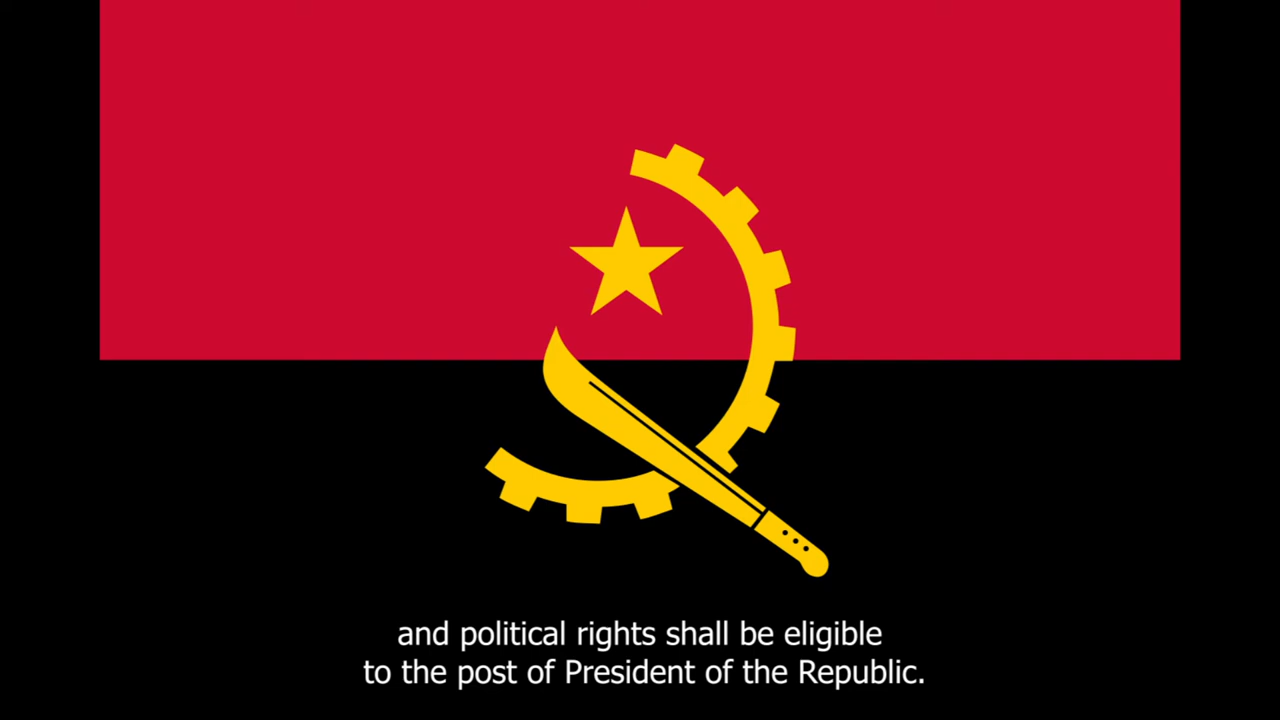 and political rights shall be eligible
to the post of President of the Republic.